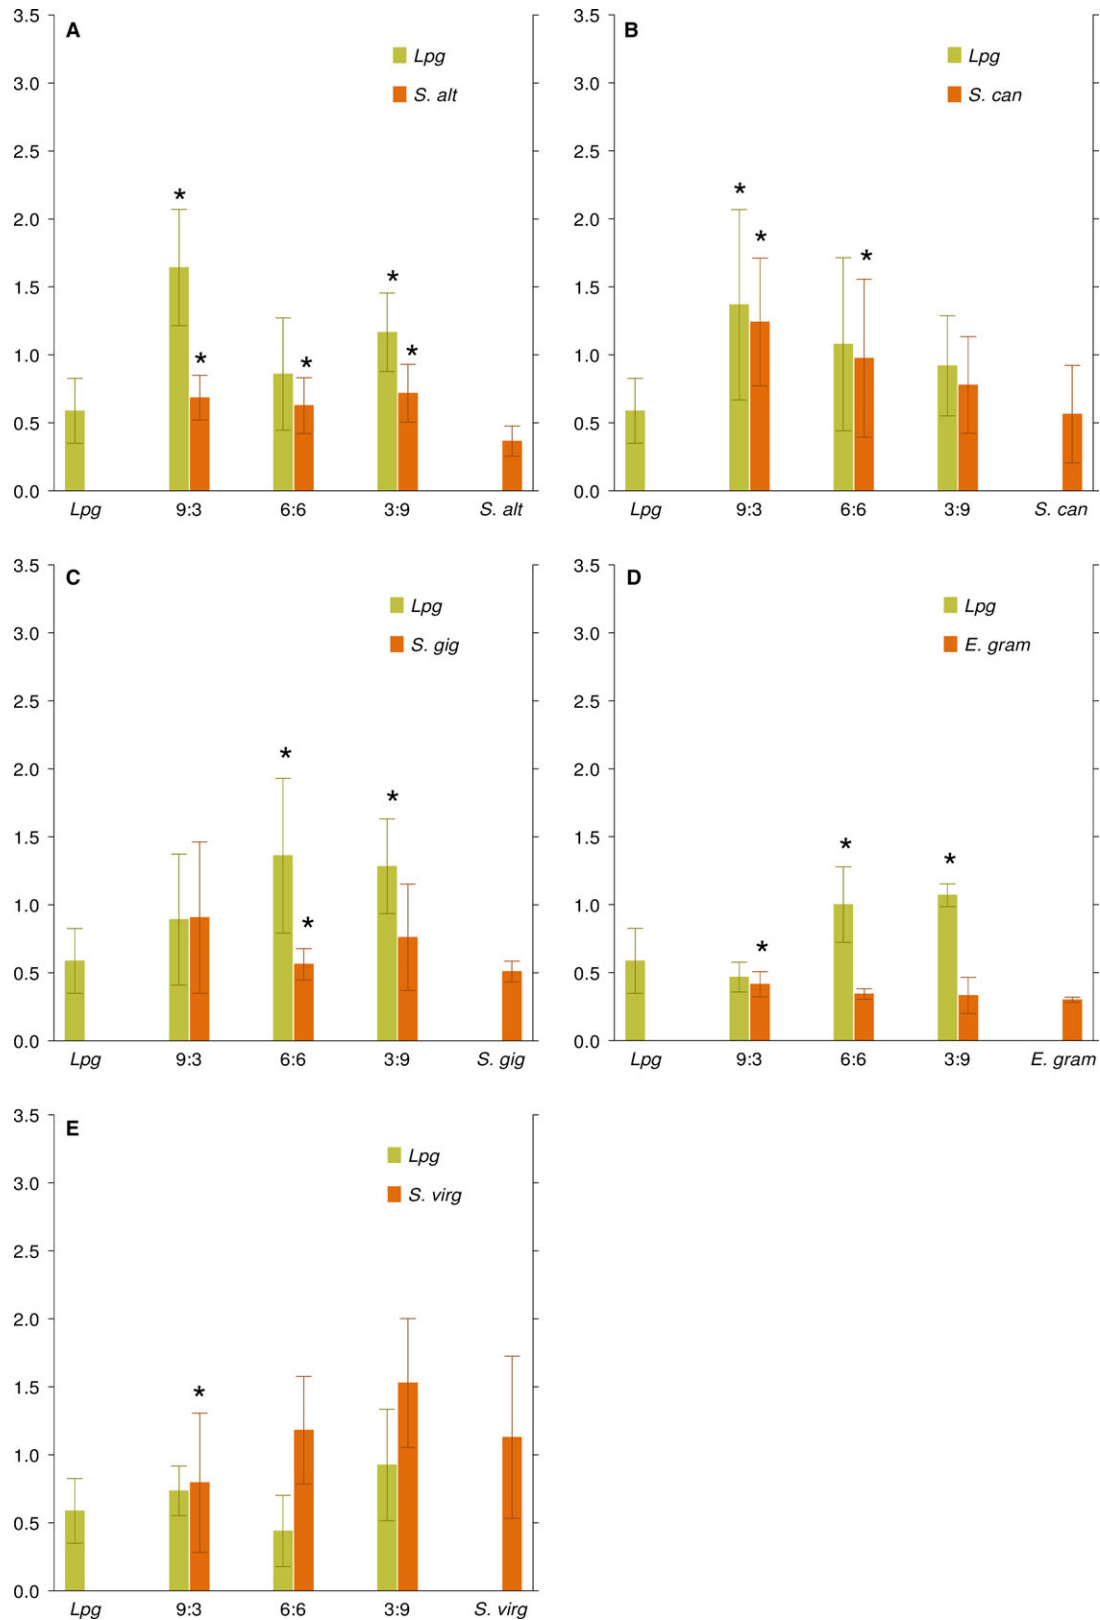 A
3.5
3.0
2.5
2.0
1.5
1.0
0.5
0.0
Lpg
S. alt
*
*
*
*
*
Lpg 9:3 6:6 3:9 S. alt
B
3.5
3.0
2.5
2.0
1.5
1.0
0.5
0.0
Lpg
S. can
*
*
*
Lpg 9:3 6:6 3:9 S. can
C
3.5
3.0
2.5
2.0
1.5
1.0
0.5
0.0
Lpg
S. gig
*
*
*
Lpg 9:3 6:6 3:9 S. gig
D
3.5
3.0
2.5
2.0
1.5
1.0
0.5
0.0
Lpg
E. gram
*
*
*
Lpg 9:3 6:6 3:9 E. gram
E
3.5
3.0
2.5
2.0
1.5
1.0
0.5
0.0
Lpg
S. virg
*
Lpg 9:3 6:6 3:9 S. virg